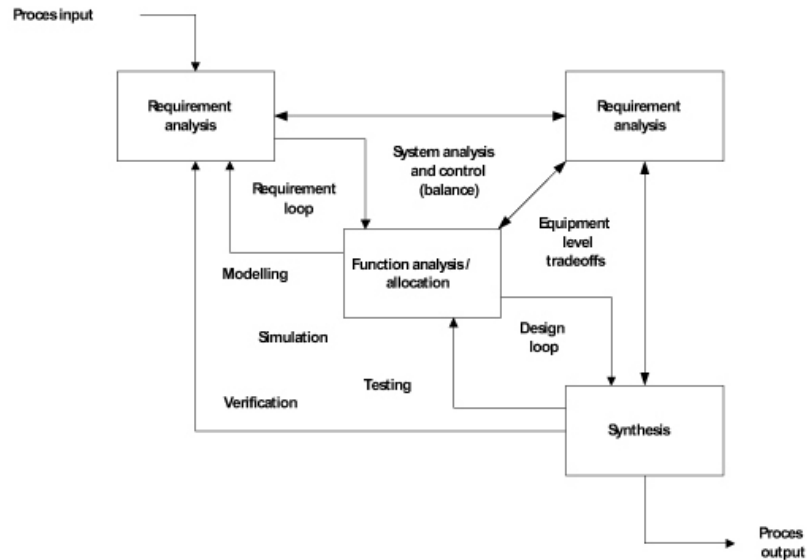 Proces input
Requirement
analysis
Requirement
analysis
System analysis
and control
(balance)
Requirement
loop
Equipment
level
tradeoffs
Function analysis /
allocation
Modelling
Simulation
Design
loop
Testing
Verification
Synthesis
Proces
output